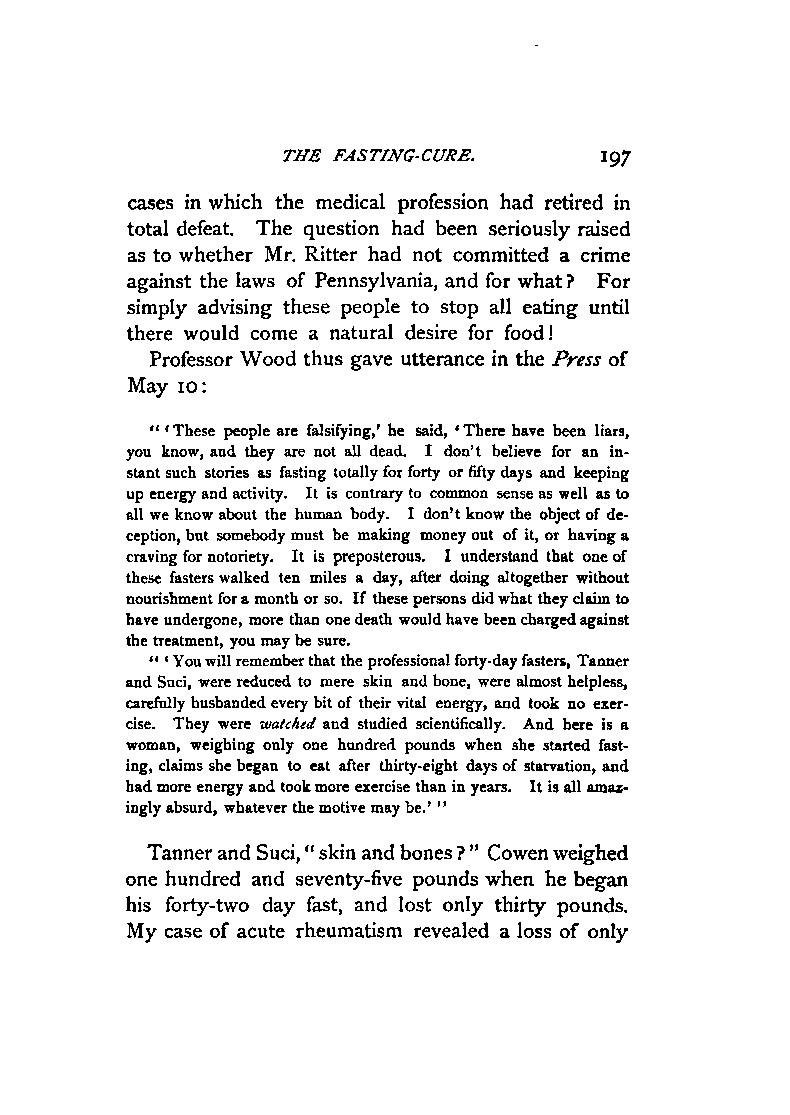 THE FASTING-CURE. 197
cases in which the medical profession had retired in
total defeat. The question had been seriously raised
as to whether Mr. Ritter had not committed a crime
against the laws of Pennsylvania, and for what? For
simply advising these people to stop all eating until
there would come a natural desire for food!
Professor Wood thus gave utterance in the Press of
May 10:
"'These people are falsifying,' he said, 'There have been liars,
you know, and they are not all dead. I don't believe for an in-
stant such stories as fasting totally for forty or fifty days and keeping
up energy and activity. It is contrary to common sense as well as to
all we know about the human body. I don't know the object of de-
ception, but somebody must be making money out of it, or having a
craving for notoriety. It is preposterous. I understand that one of
these fasters walked ten miles a day, after doing altogether without
nourishment for a month or so. If these persons did what they claim to
have undergone, more than one death would have been charged against
the treatment, you may be sure.
"'You will remember that the professional forty-day fasters, Tanner
and Suci, were reduced to mere skin and bone, were almost helpless,
carefully husbanded every bit of their vital energy, and took no exer-
cise. They were watched and studied scientifically. And here is a
woman, weighing only one hundred pounds when she started fast-
ing, claims she began to eat after thirty-eight days of starvation, and
had more energy and took more exercise than in years. It is all amaz-
ingly absurd, whatever the motive may be.'"
Tanner and Suci, "skin and bones?" Cowen weighed
one hundred and seventy-five pounds when he began
his forty-two day fast, and lost only thirty pounds.
My case of acute rheumatism revealed a loss of only